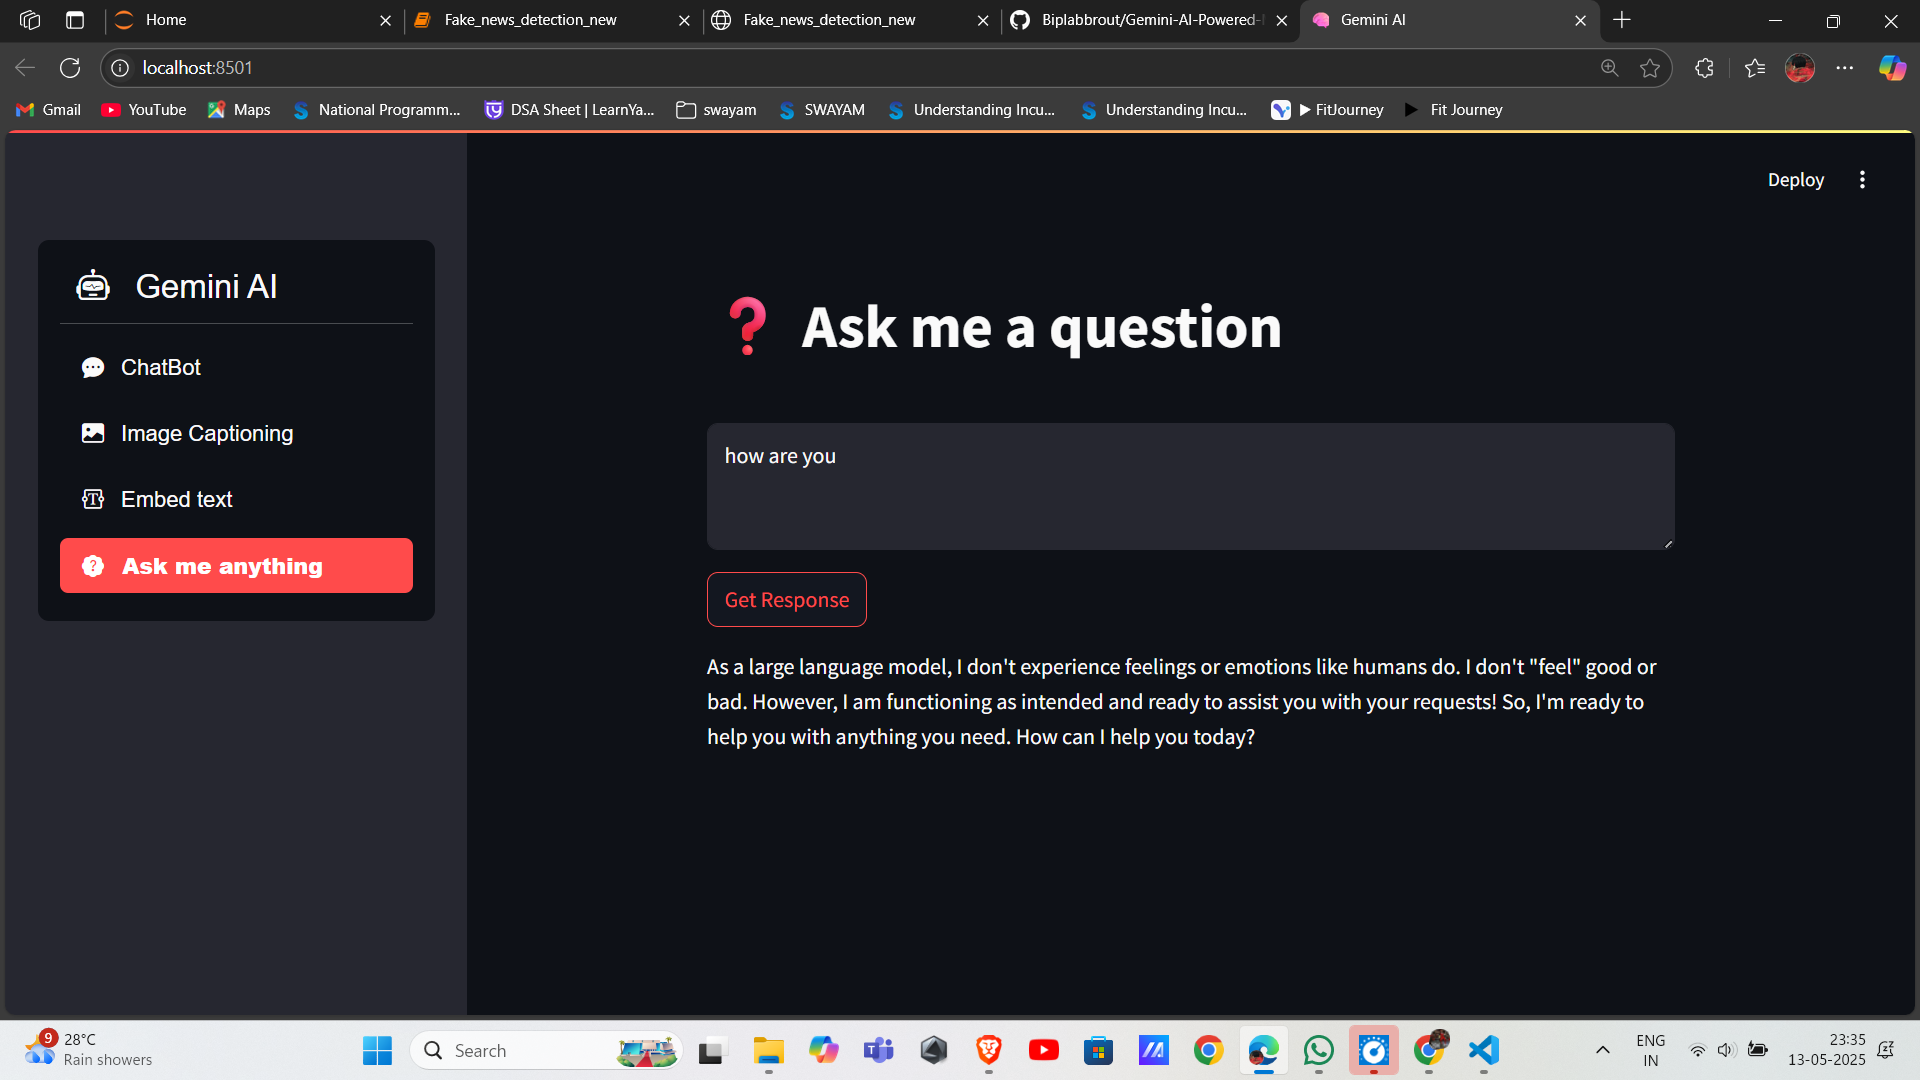 Home
Fake_news_detection_new
Fake_news_detection_new
Biplabbrout/Gemini-AI-Powered-
Gemini AI
localhost:8501
Gmail
YouTube
Maps
National Programm...
DSA Sheet | LearnYa...
swayam
SWAYAM
Understanding Incu...
Understanding Incu...
FitJourney
Fit Journey
Deploy
Gemini AI
ChatBot
Image Captioning
Embed text
Ask me anything
❓ Ask me a question
how are you
Get Response
As a large language model, I don't experience feelings or emotions like humans do. I don't "feel" good or
bad. However, I am functioning as intended and ready to assist you with your requests! So, I'm ready to
help you with anything you need. How can I help you today?
9
28°C
Rain showers
Search
ENG
IN
23:35
13-05-2025